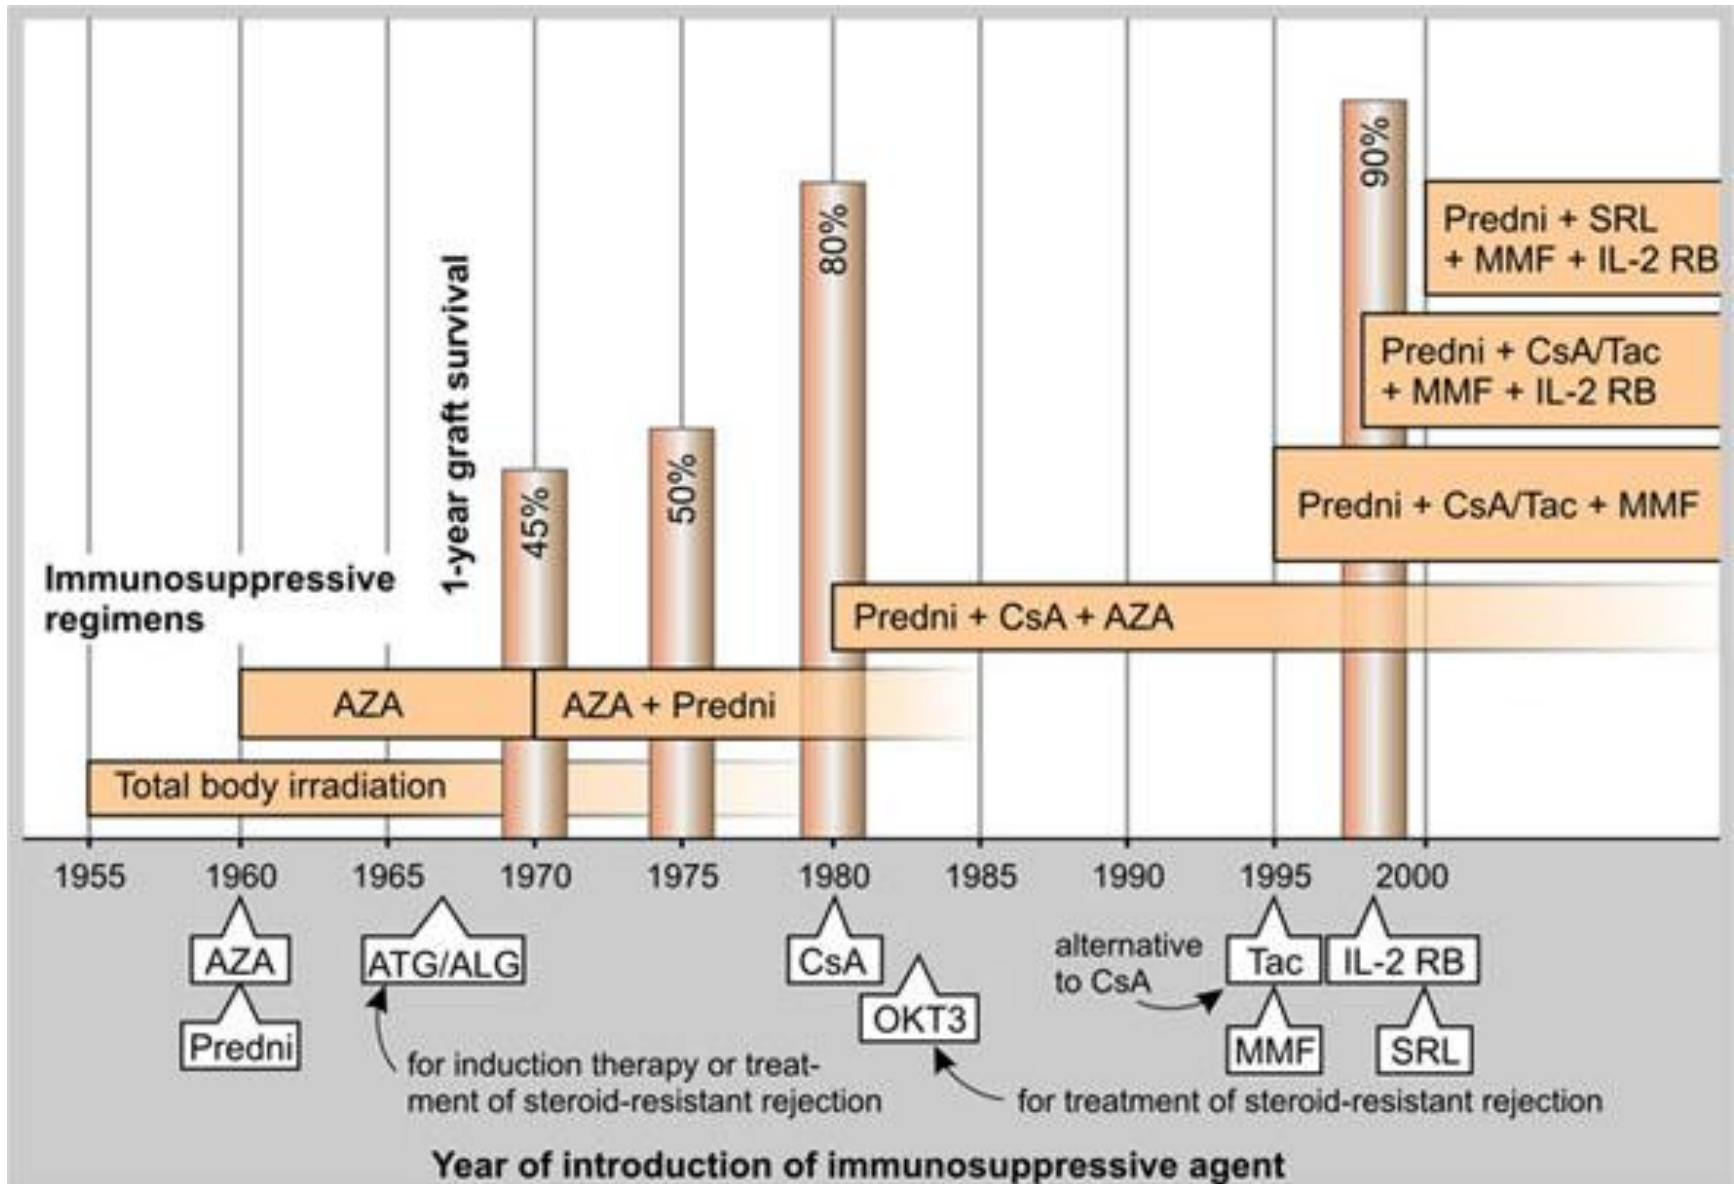 1-year graft survival
45%
50%
80%
90%
Predni + SRL
+ MMF + IL-2 RB
Predni + CsA/Tac
+ MMF + IL-2 RB
Predni + CsA/Tac + MMF
Immunosuppressive
regimens
Predni + CsA + AZA
AZA
AZA + Predni
Total body irradiation
1955 1960 1965 1970 1975 1980 1985 1990 1995 2000
AZA
Predni
ATG/ALG
for induction therapy or treat-
ment of steroid-resistant rejection
CsA
OKT3
for treatment of steroid-resistant rejection
alternative
to CsA
Tac
MMF
IL-2 RB
SRL
Year of introduction of immunosuppressive agent